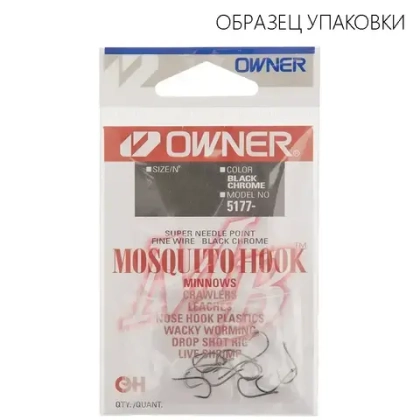 ОБРАЗЕЦ УПАКОВКИ
OWNER
OWNER
SIZE/N°
COLOR
BLACK
CHROME
MODEL NO
5177-
SUPER NEEDLE POINT
FINE WIRE BLACK CHROME
MOSQUITO HOOK™
MINNOWS
CRAWLERS
LEACHES
NOSE HOOK PLASTICS
WACKY WORMING
DROP SHOT RIG
LIVE SHRIMP
QTY./QUANT.